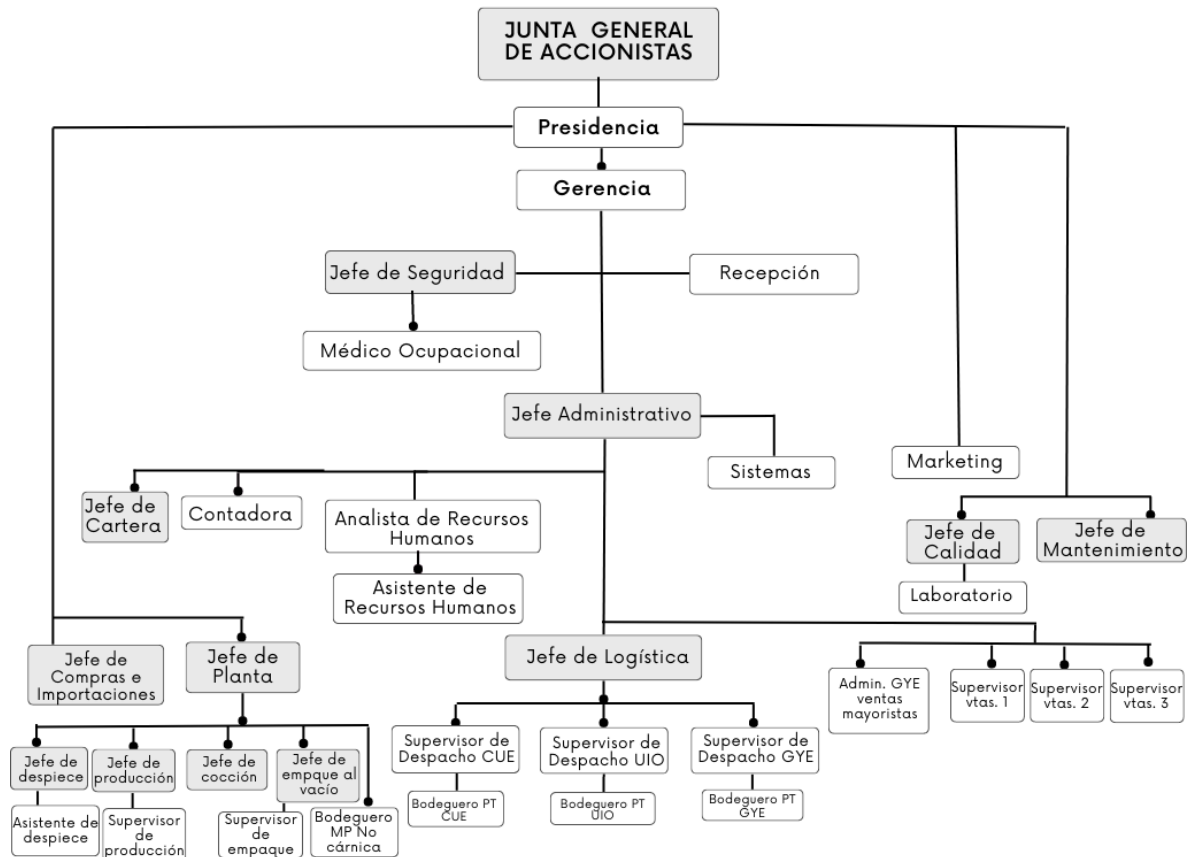 JUNTA GENERAL
DE ACCIONISTAS
Presidencia
Gerencia
Jefe de Seguridad
Recepción
Médico Ocupacional
Jefe Administrativo
Sistemas
Marketing
Jefe de
Cartera
Contadora
Analista de Recursos
Humanos
Asistente de
Recursos Humanos
Jefe de
Calidad
Jefe de
Mantenimiento
Laboratorio
Jefe de
Compras e
Importaciones
Jefe de
Planta
Jefe de Logística
Admin. GYE
ventas
mayoristas
Supervisor
vtas. 1
Supervisor
vtas. 2
Supervisor
vtas. 3
Jefe de
despiece
Jefe de
producción
Jefe de
cocción
Jefe de
empque al
vacío
Supervisor de
Despacho CUE
Supervisor de
Despacho UIO
Supervisor de
Despacho GYE
Asistente de
despiece
Supervisor
de
producción
Supervisor
de
empaque
Bodeguero
MP No
cárnica
Bodeguero PT
CUE
Bodeguero PT
UIO
Bodeguero PT
GYE